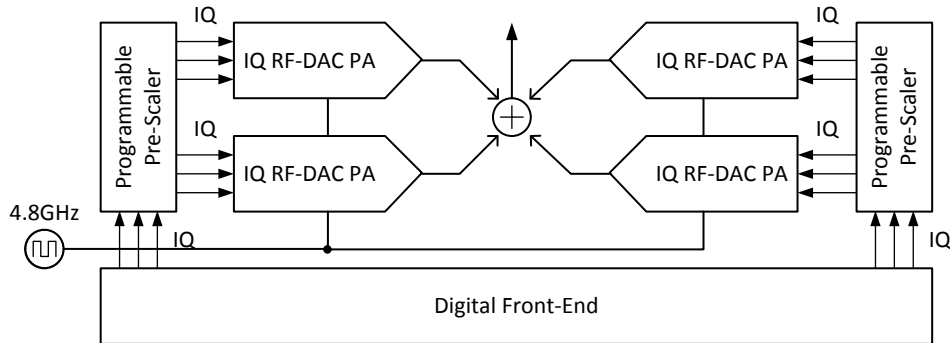 IQ
IQ
IQ RF-DAC PA
IQ RF-DAC PA
Programmable
Pre-Scaler
Programmable
Pre-Scaler
IQ
IQ
IQ RF-DAC PA
IQ RF-DAC PA
4.8GHz
IQ
IQ
Digital Front-End